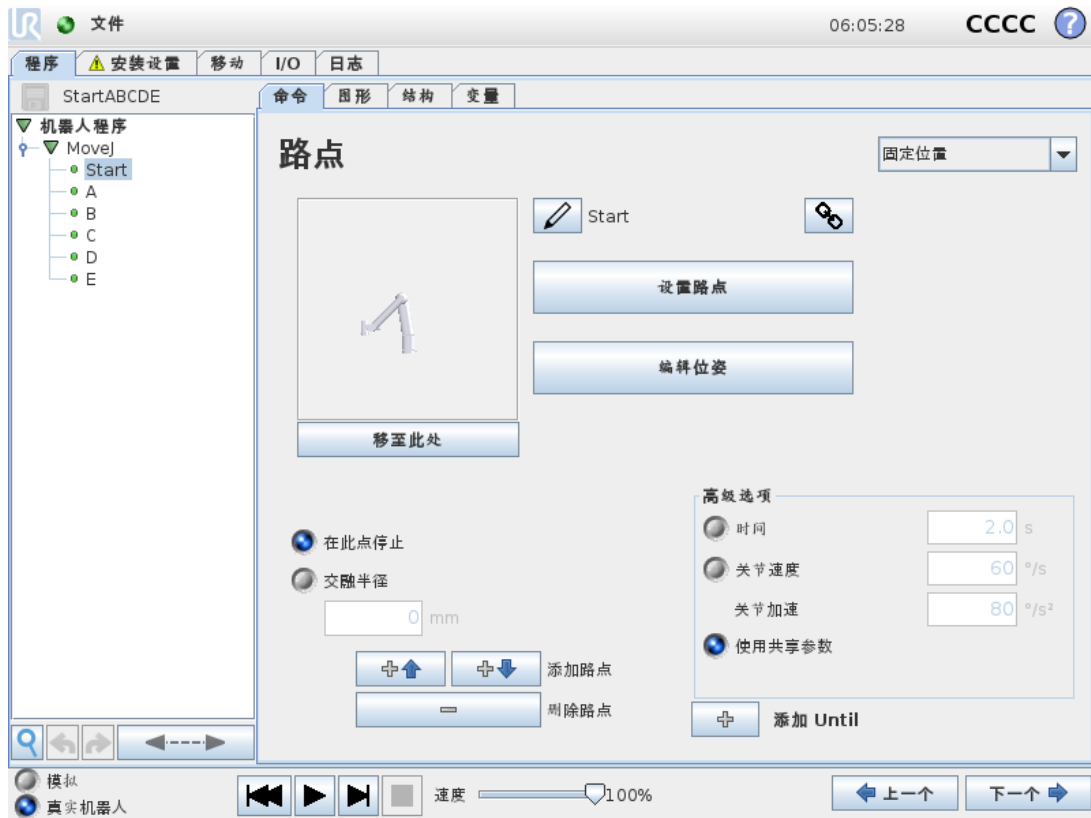 UR 文件 06:05:28 CCCC ?
程序 安装设置 移动 I/O 日志
StartABCDE
命令 图形 结构 变量
机器人程序
MoveJ
Start
A
B
C
D
E
路点
固定位置
Start
设置路点
编辑位姿
移至此处
在此点停止
交融半径
0 mm
添加路点
删除路点
高级选项
时间 2.0 s
关节速度 60 °/s
关节加速 80 °/s²
使用共享参数
添加 Until
模拟
真实机器人
速度 100%
上一个 下一个